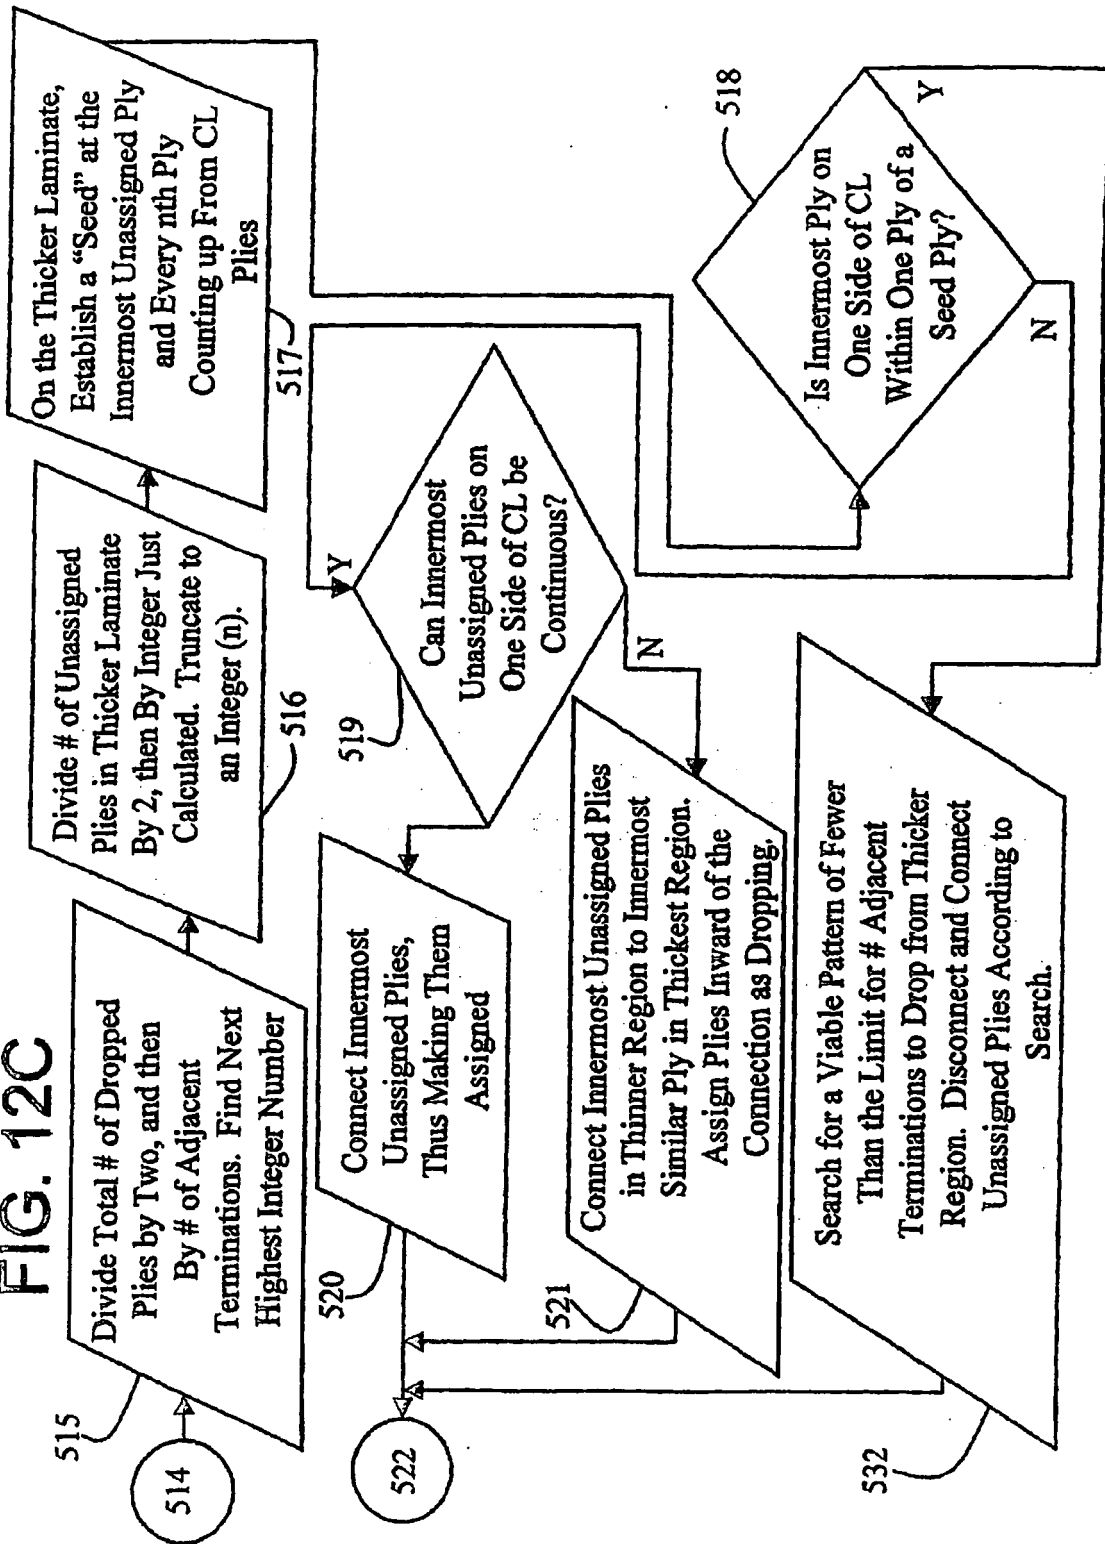 FIG. 12C
514
515
Divide Total # of Dropped
Plies by Two, and then
By # of Adjacent
Terminations. Find Next
Highest Integer Number
Divide # of Unassigned
Plies in Thicker Laminate
By 2, then By Integer Just
Calculated. Truncate to
an Integer (n).
516
On the Thicker Laminate,
Establish a “Seed” at the
Innermost Unassigned Ply
and Every nth Ply
Counting up From CL
Plies
517
522
520
Connect Innermost
Unassigned Plies,
Thus Making Them
Assigned
519
Y
Can Innermost
Unassigned Plies on
One Side of CL be
Continuous?
N
518
Is Innermost Ply on
One Side of CL
Within One Ply of a
Seed Ply?
Y
N
521
Connect Innermost Unassigned Plies
in Thinner Region to Innermost
Similar Ply in Thickest Region.
Assign Plies Inward of the
Connection as Dropping.
532
Search for a Viable Pattern of Fewer
Than the Limit for # Adjacent
Terminations to Drop from Thicker
Region. Disconnect and Connect
Unassigned Plies According to
Search.